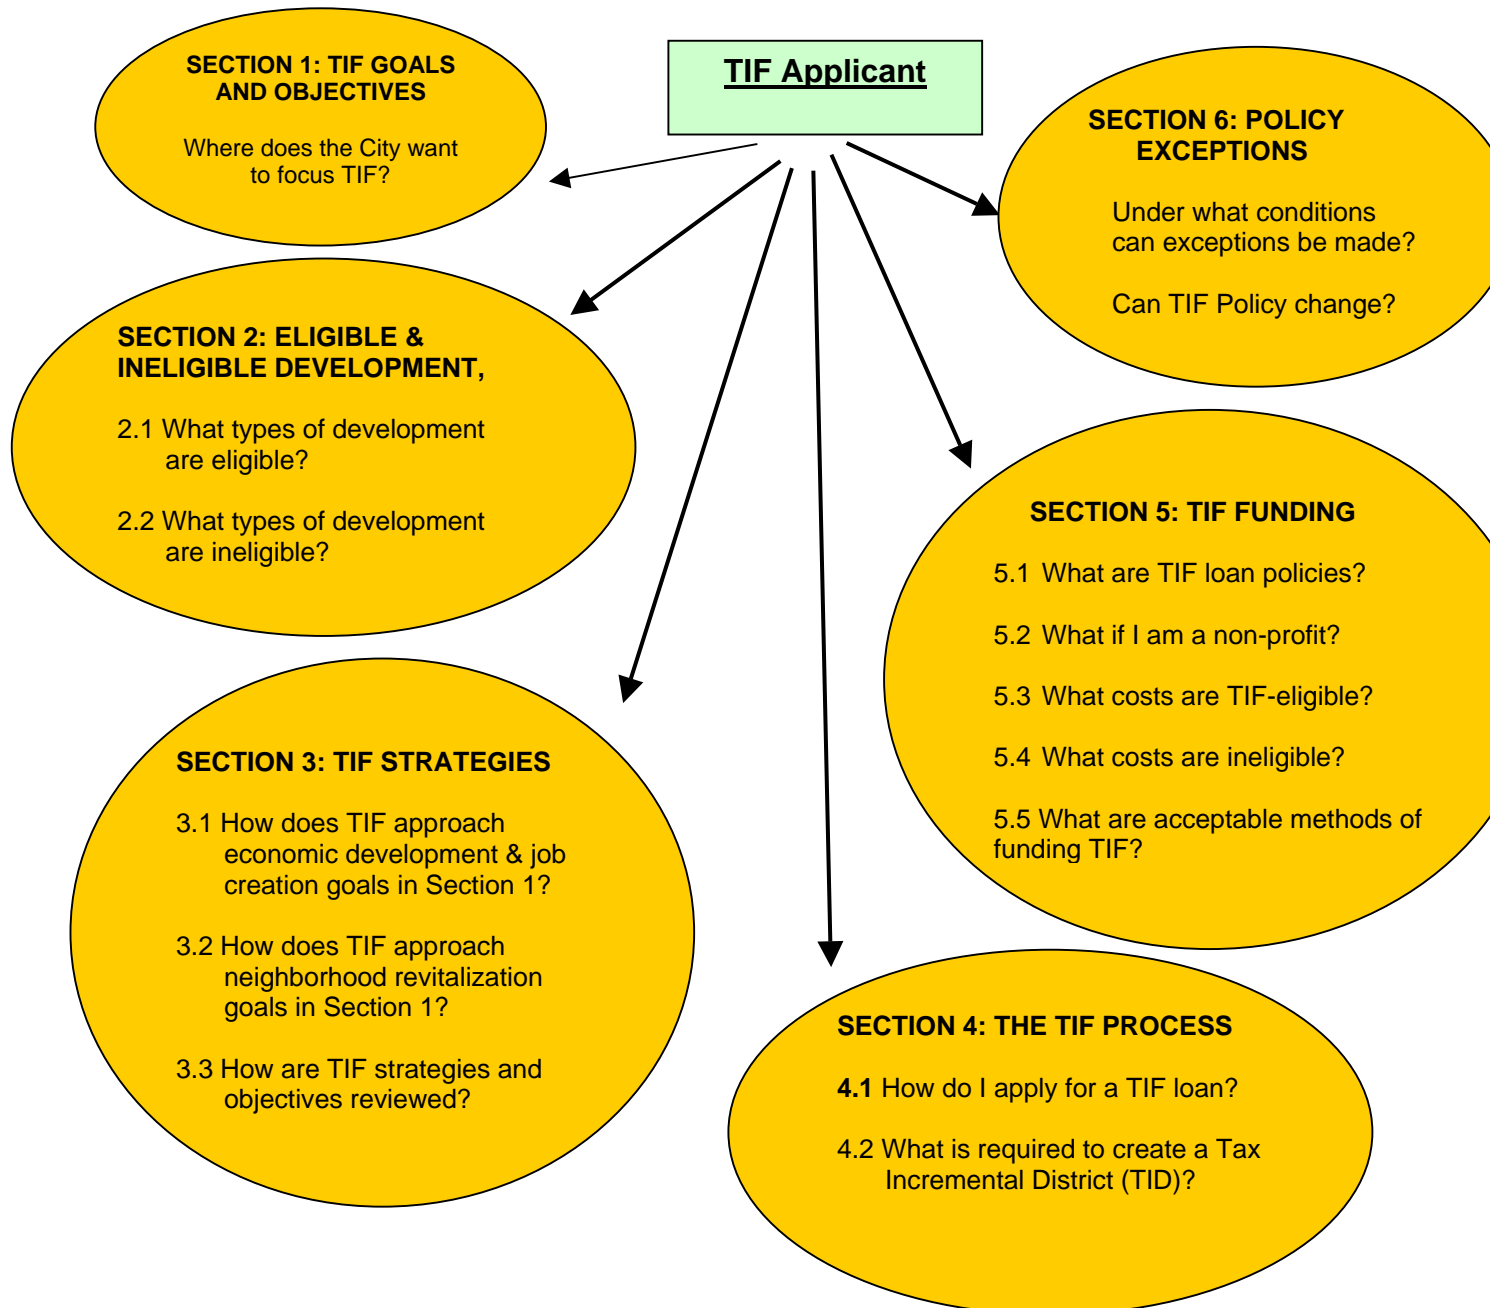 TIF Applicant
SECTION 1: TIF GOALS
AND OBJECTIVES
Where does the City want
to focus TIF?
SECTION 2: ELIGIBLE &
INELIGIBLE DEVELOPMENT,
2.1 What types of development
are eligible?
2.2 What types of development
are ineligible?
SECTION 3: TIF STRATEGIES
3.1 How does TIF approach
economic development & job
creation goals in Section 1?
3.2 How does TIF approach
neighborhood revitalization
goals in Section 1?
3.3 How are TIF strategies and
objectives reviewed?
SECTION 4: THE TIF PROCESS
4.1 How do I apply for a TIF loan?
4.2 What is required to create a Tax
Incremental District (TID)?
SECTION 5: TIF FUNDING
5.1 What are TIF loan policies?
5.2 What if I am a non-profit?
5.3 What costs are TIF-eligible?
5.4 What costs are ineligible?
5.5 What are acceptable methods of
funding TIF?
SECTION 6: POLICY
EXCEPTIONS
Under what conditions
can exceptions be made?
Can TIF Policy change?